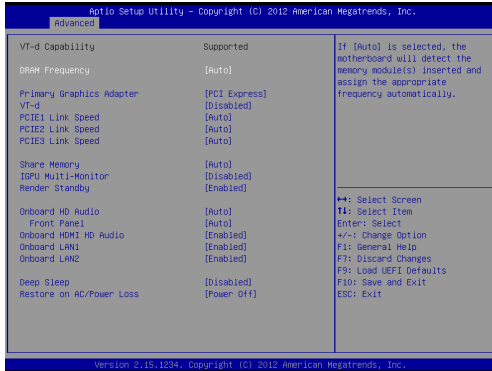 Aptio Setup Utility – Copyright (C) 2012 American Megatrends, Inc.
Advanced
VT-d Capability Supported
DRAM Frequency [Auto]
Primary Graphics Adapter [PCI Express]
VT-d [Disabled]
PCIE1 Link Speed [Auto]
PCIE2 Link Speed [Auto]
PCIE3 Link Speed [Auto]
Share Memory [Auto]
IGPU Multi-Monitor [Disabled]
Render Standby [Enabled]
Onboard HD Audio [Auto]
Front Panel [Auto]
Onboard HDMI HD Audio [Enabled]
Onboard LAN1 [Enabled]
Onboard LAN2 [Enabled]
Deep Sleep [Disabled]
Restore on AC/Power Loss [Power Off]
If [Auto] is selected, the
motherboard will detect the
memory module(s) inserted and
assign the appropriate
frequency automatically.
↔: Select Screen
↑↓: Select Item
Enter: Select
+/-: Change Option
F1: General Help
F7: Discard Changes
F9: Load UEFI Defaults
F10: Save and Exit
ESC: Exit
Version 2.15.1234. Copyright (C) 2012 American Megatrends, Inc.